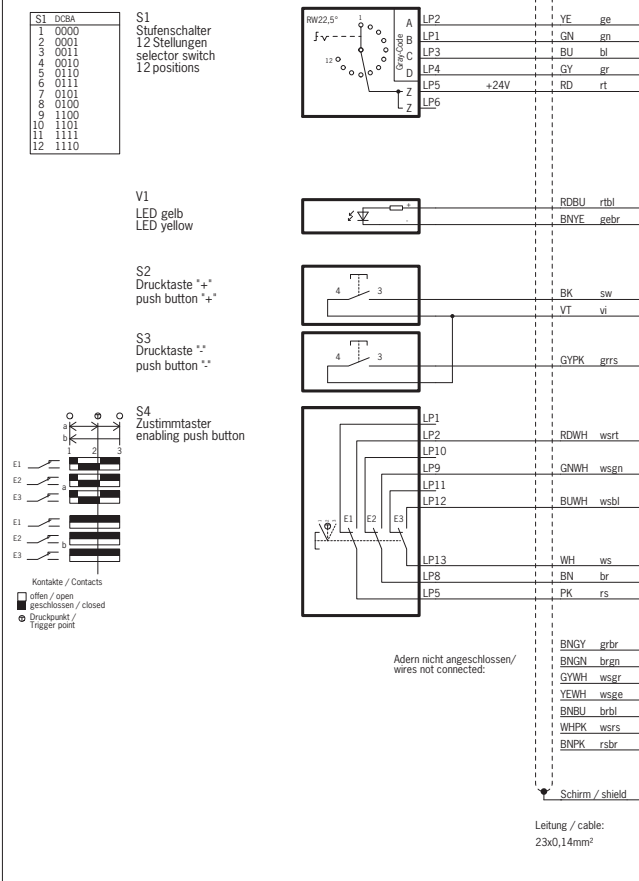 S1 DCBA
1 0000
2 0001
3 0011
4 0010
5 0110
6 0111
7 0101
8 0100
9 1100
10 1101
11 1111
12 1110
S1
Stufenschalter
12 Stellungen
selector switch
12 positions
RW22,5°
1
12
Gray-Code
A LP2 YE ge
B LP1 GN gn
C LP3 BU bl
D LP4 GY gr
Z LP5 +24V RD rt
Z LP6
V1
LED gelb
LED yellow
+
-
RDBU rtbl
BNYE gebr
S2
Drucktaste "+"
push button "+"
4 3
BK sw
VT vi
S3
Drucktaste "-"
push button "-"
4 3
GYPK grrs
S4
Zustimmtaster
enabling push button
a
b
1 2 3
E1
E2
a
E3
E1
E2
b
E3
Kontakte / Contacts
offen / open
geschlossen / closed
Druckpunkt /
Trigger point
LP1
LP2 RDWH wsrt
LP10
LP9 GNWH wsgn
LP11
LP12 BUWH wsbl
E1 E2 E3
LP13 WH ws
LP8 BN br
LP5 PK rs
Adern nicht angeschlossen/
wires not connected:
BNGY grbr
BNGN brgn
GYWH wsgr
YEWH wsge
BNBU brbl
WHPK wsrs
BNPK rsbr
Schirm / shield
Leitung / cable:
23x0,14mm²